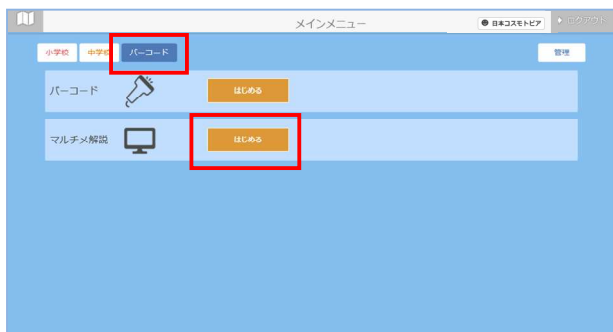 メインメニュー
日本コスモトピア
ログアウト
小学校
中学校
バーコード
管理
バーコード
はじめる
マルチメ解説
はじめる